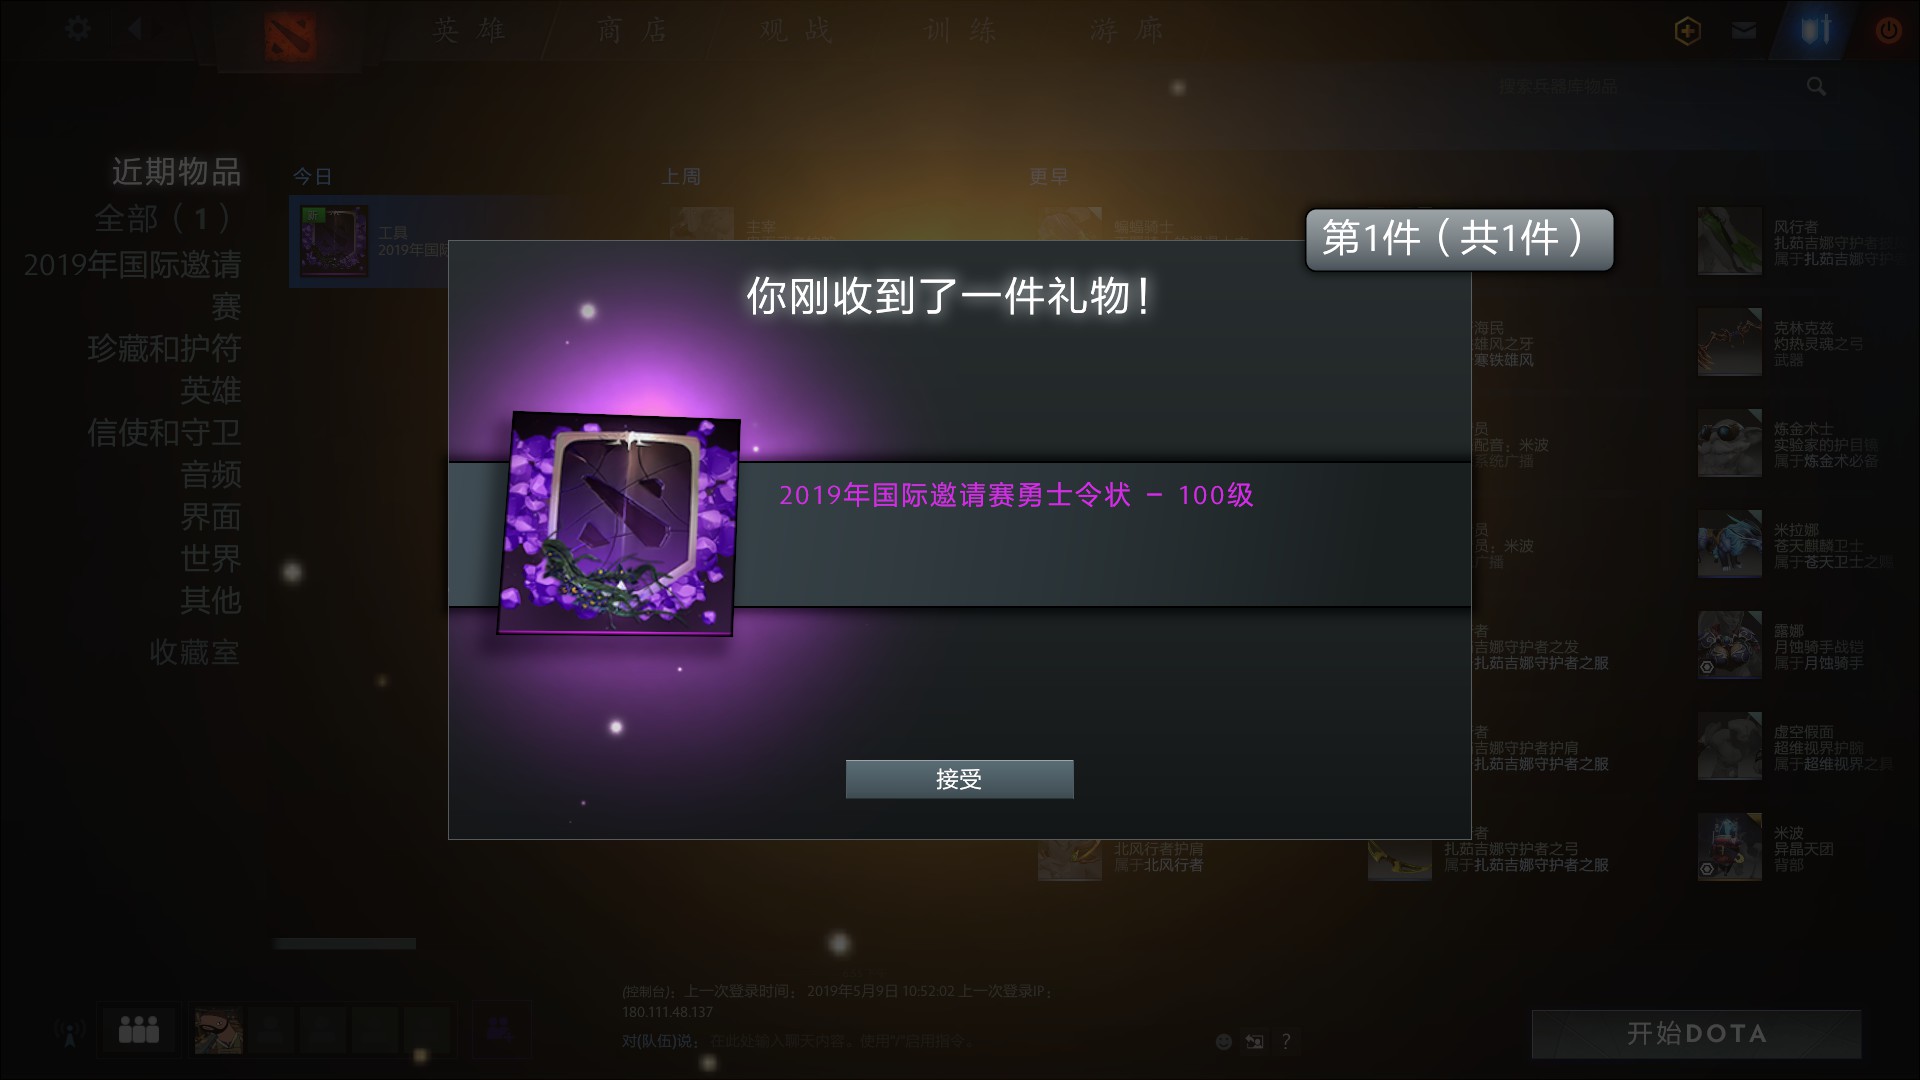 英雄
商店
观战
训练
游廊
搜索兵器库物品
近期物品
全部（1）
2019年国际邀请
赛
珍藏和护符
英雄
信使和守卫
音频
界面
世界
其他
收藏室
今日
上周
更早
新
工具
2019年国际
主宰
蝙蝠骑士
第1件（共1件）
你刚收到了一件礼物！
2019年国际邀请赛勇士令状 - 100级
接受
海民
雄风之牙
寒铁雄风
员
配音：米波
系统广播
员
员：米波
广播
者
吉娜守护者之发
扎茹吉娜守护者之服
者
吉娜守护者护肩
扎茹吉娜守护者之服
者
扎茹吉娜守护者之弓
属于扎茹吉娜守护者之服
北风行者护肩
属于北风行者
风行者
扎茹吉娜守护者
属于扎茹吉娜守护
克林克兹
灼热灵魂之弓
武器
炼金术士
实验家的护目镜
属于炼金术必备
米拉娜
苍天麒麟卫士
属于苍天卫士之
露娜
月蚀骑手战铠
属于月蚀骑手
虚空假面
超维视界护腕
属于超维视界之
米波
异晶天团
背部
(控制台)：上一次登录时间：2019年5月9日 10:52:02 上一次登录IP：
180.111.48.137
对(队伍)说：在此处输入聊天内容。使用"/"启用指令。
?
开始DOTA